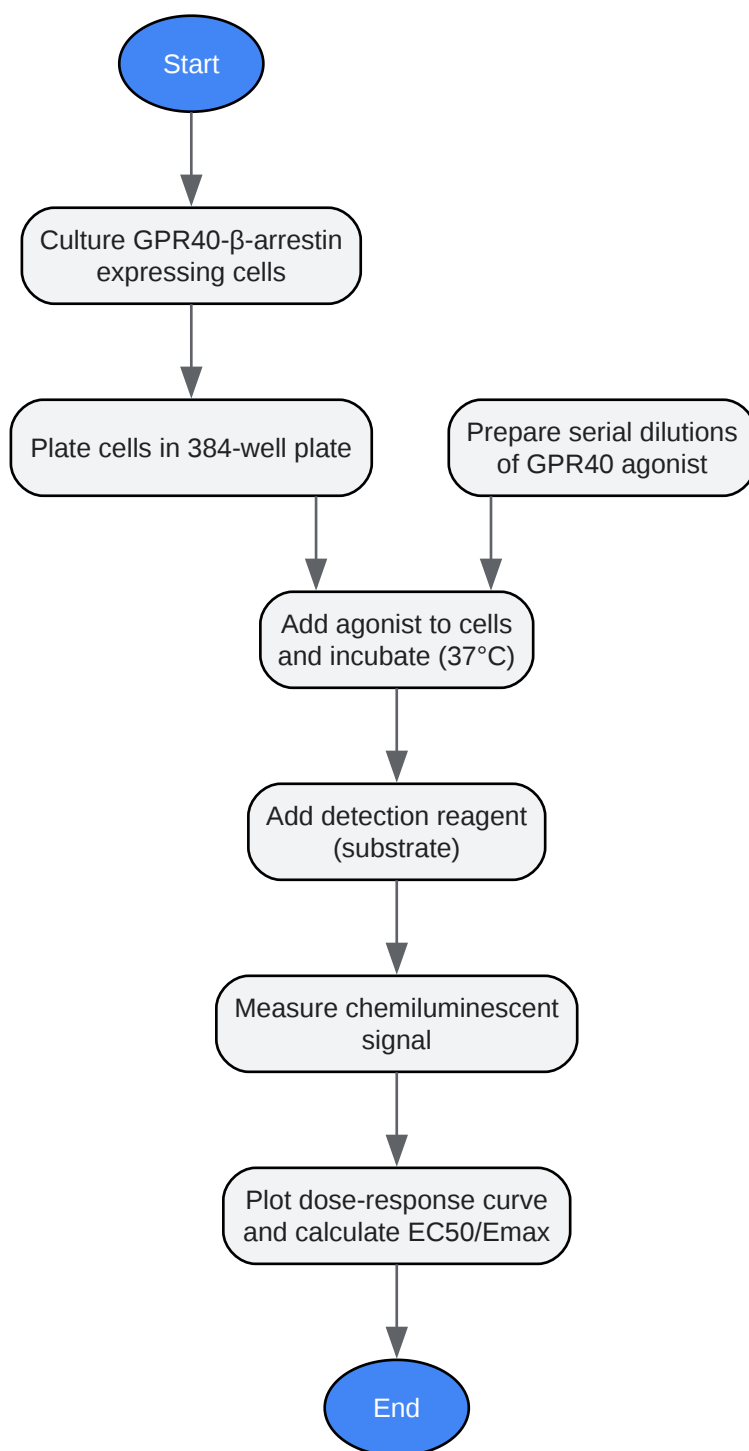 Start
Culture GPR40-β-arrestin
expressing cells
Plate cells in 384-well plate
Prepare serial dilutions
of GPR40 agonist
Add agonist to cells
and incubate (37°C)
Add detection reagent
(substrate)
Measure chemiluminescent
signal
Plot dose-response curve
and calculate EC50/Emax
End